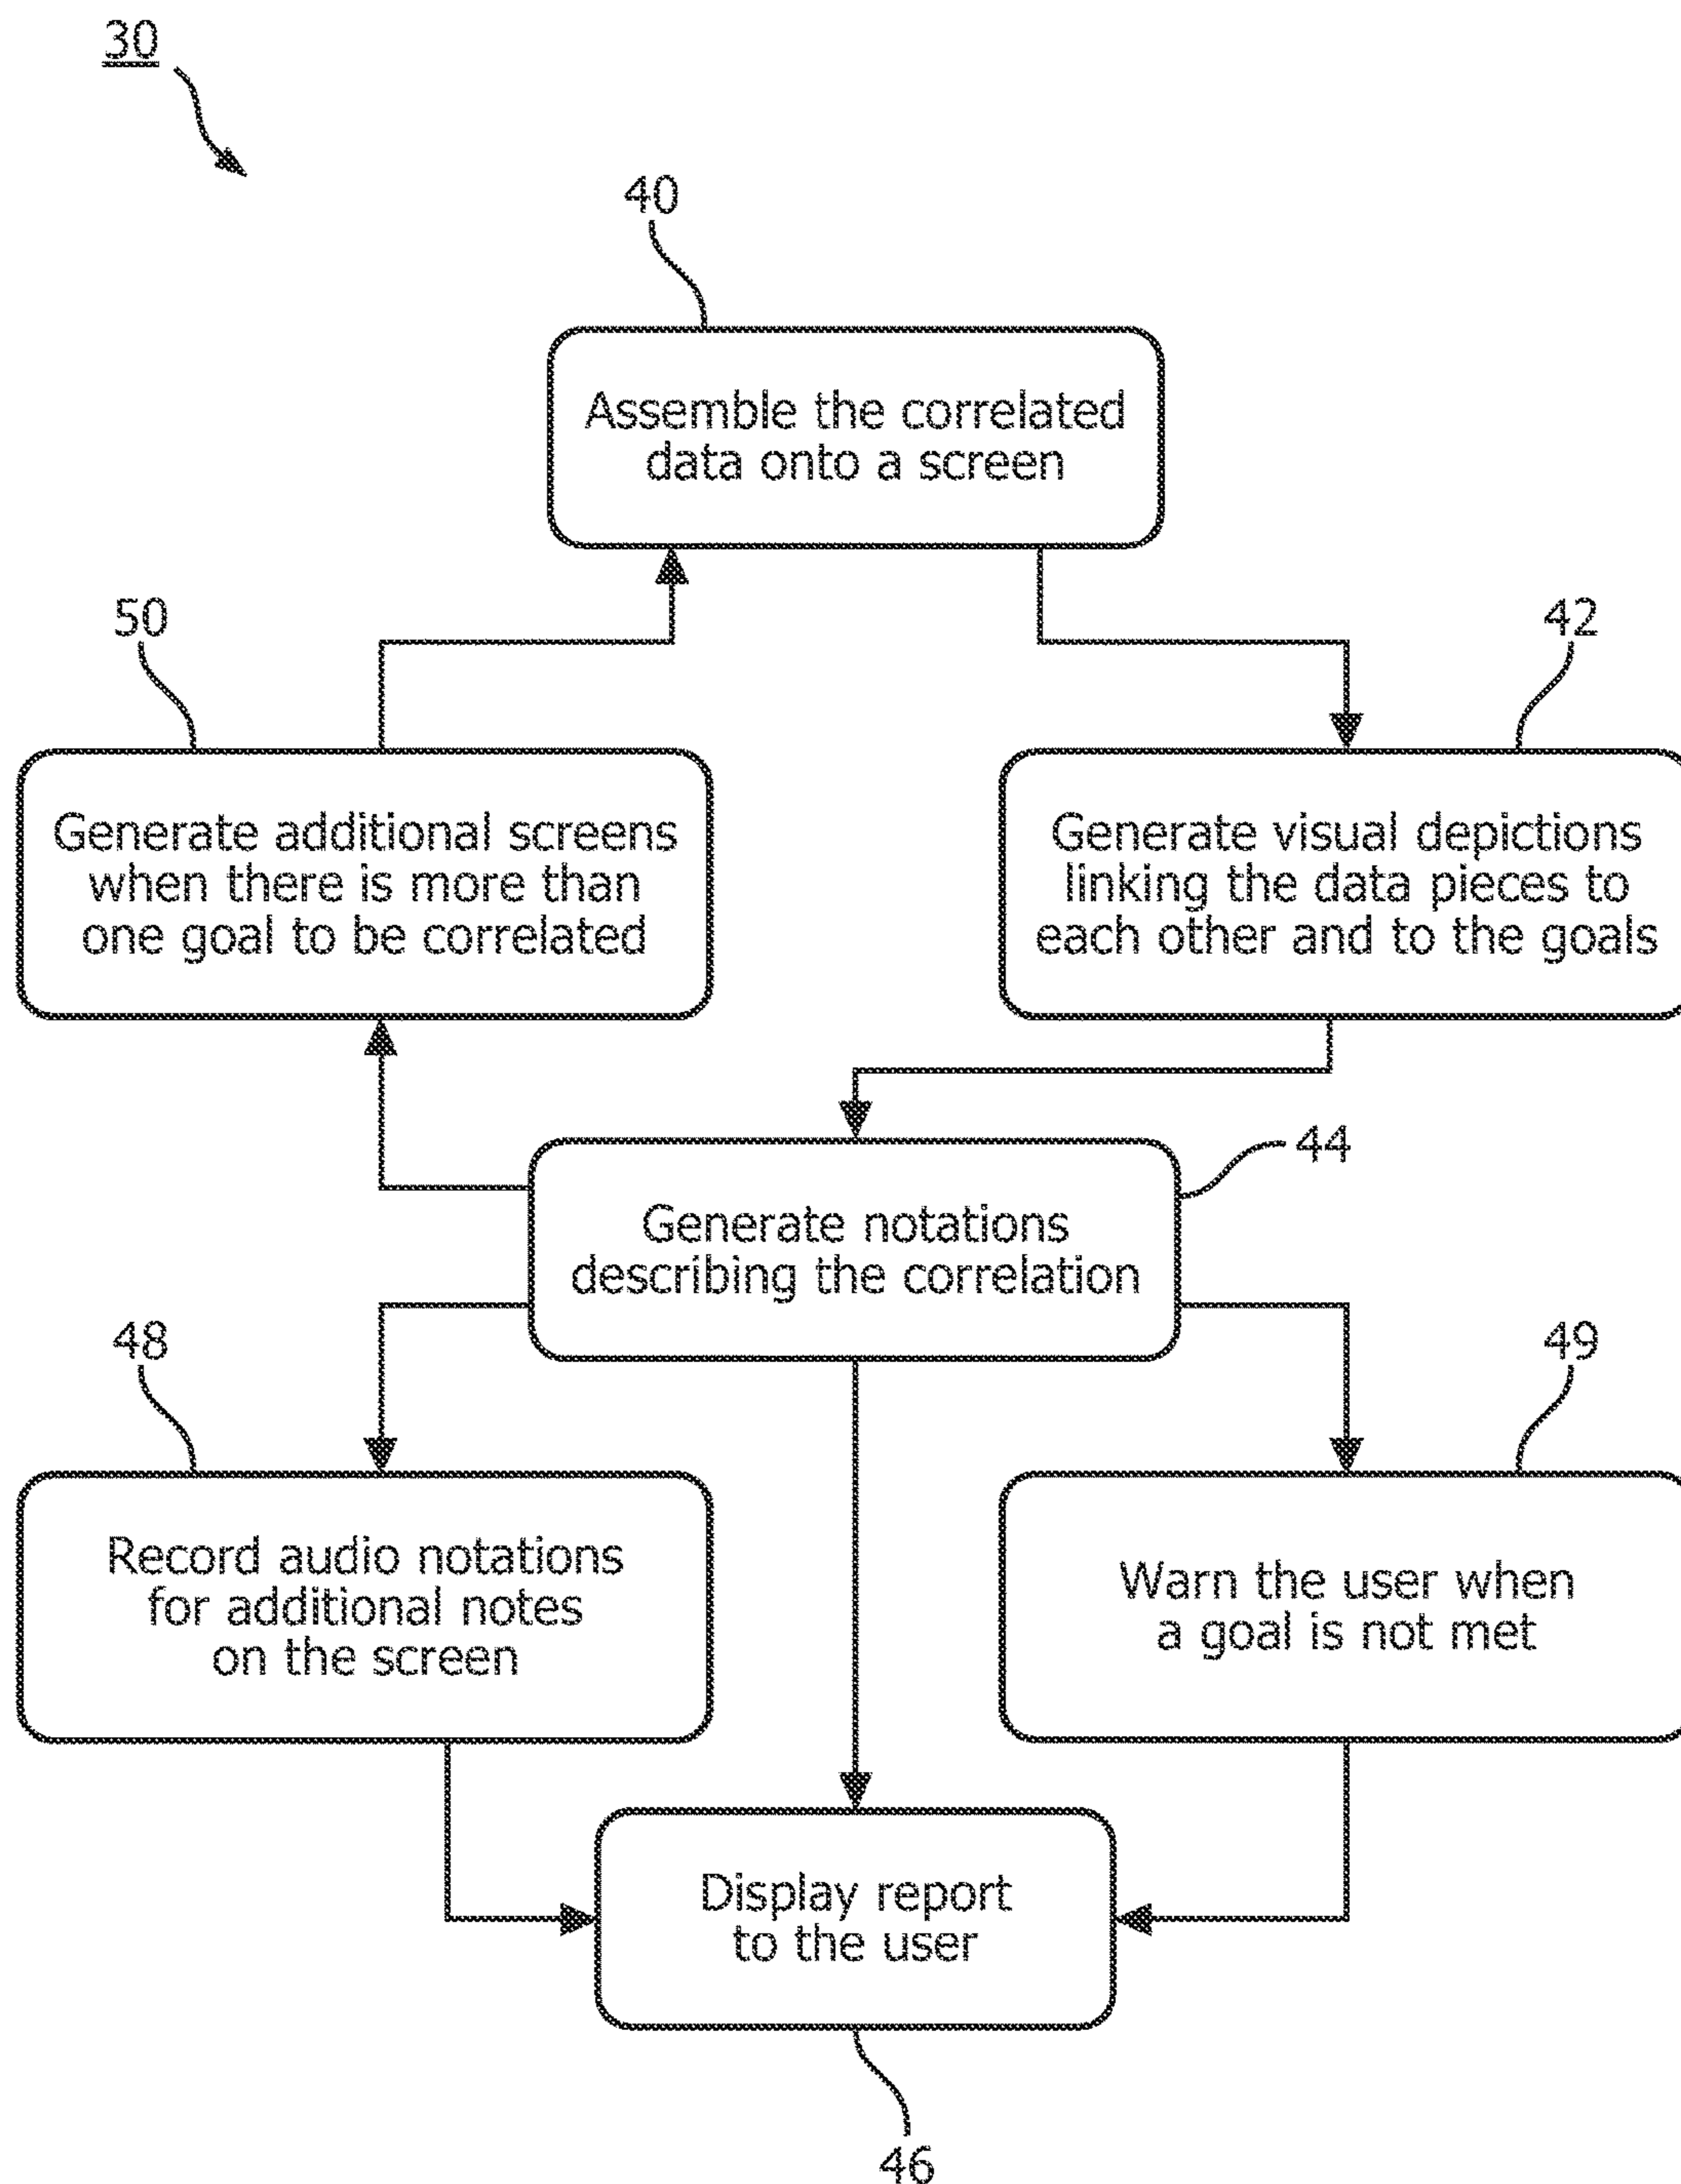 30
40
Assemble the correlated
data onto a screen
50
42
Generate additional screens
when there is more than
one goal to be correlated
Generate visual depictions
linking the data pieces to
each other and to the goals
44
Generate notations
describing the correlation
48
49
Record audio notations
for additional notes
on the screen
Warn the user when
a goal is not met
Display report
to the user
46